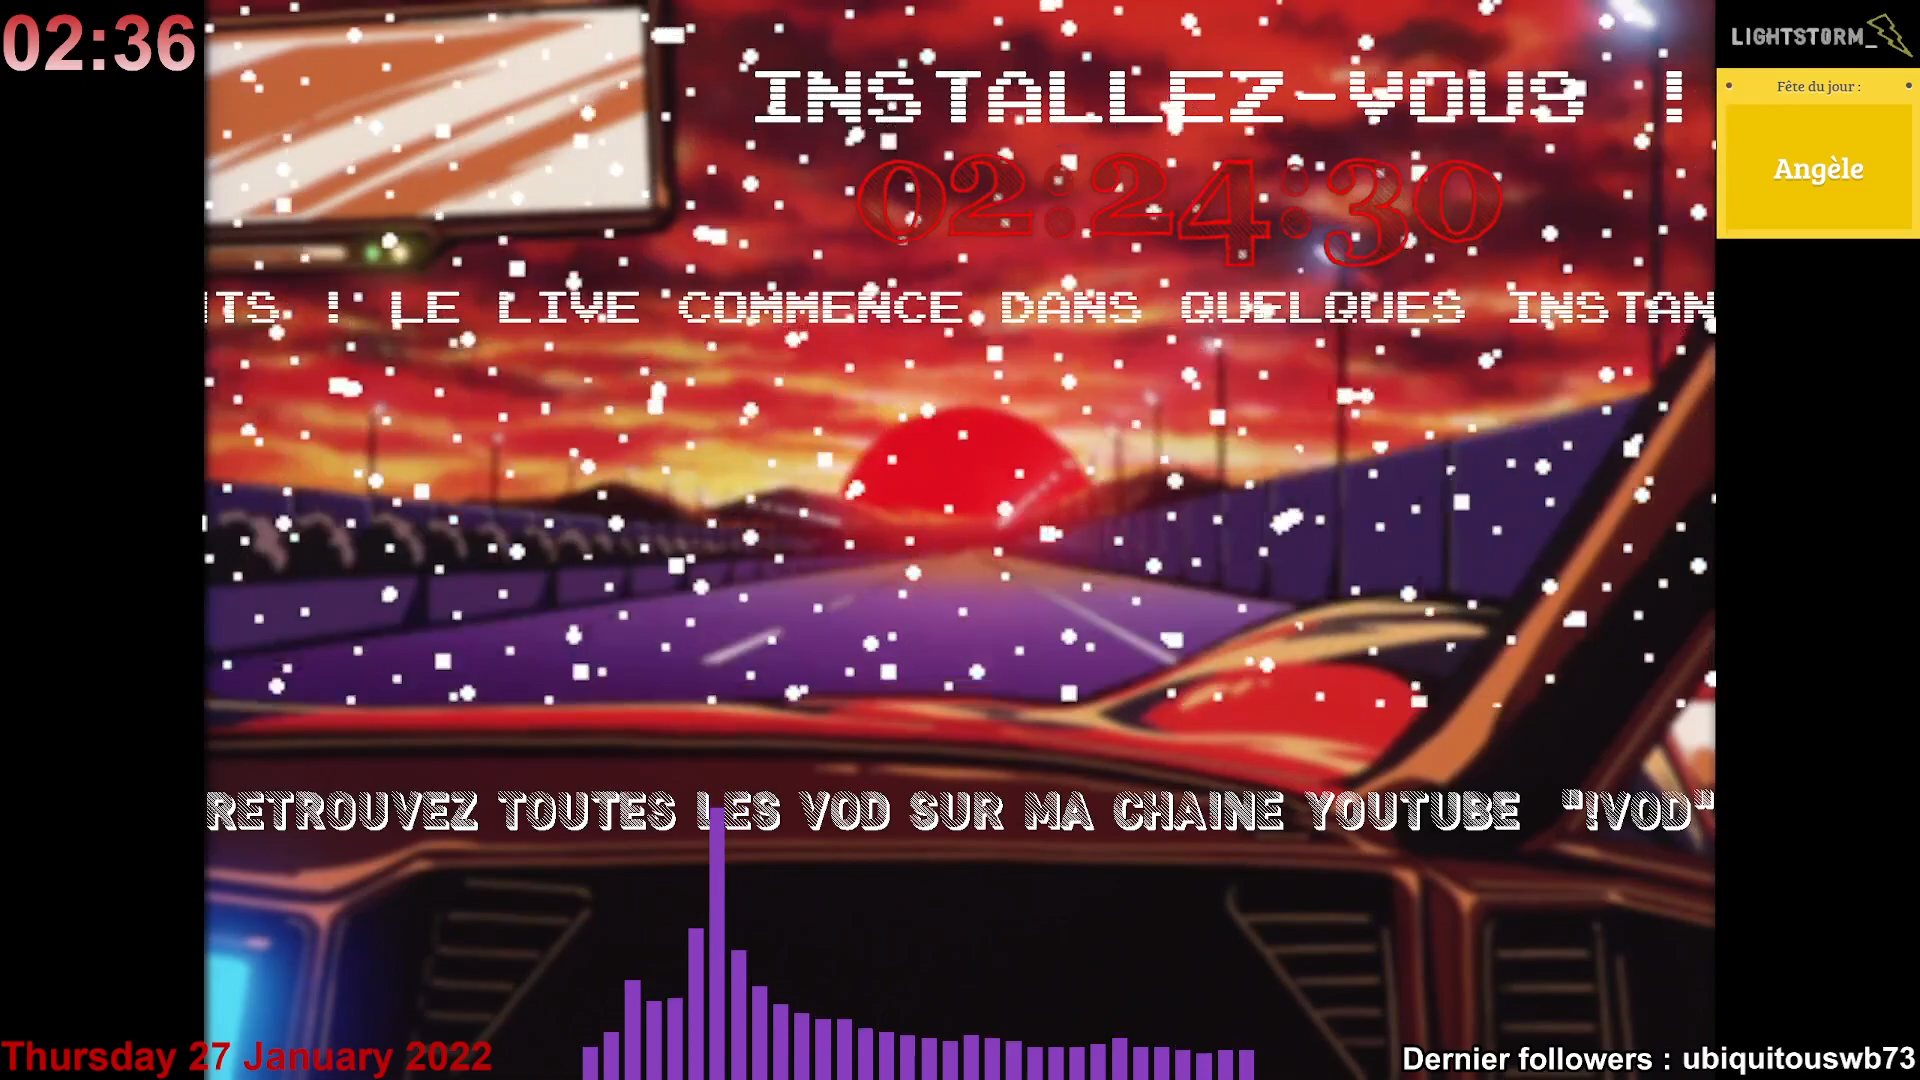 02:36
LIGHTSTORM_
Fête du jour :
Angèle
INSTALLEZ-VOUS !
02:24:30
NTS ! LE LIVE COMMENCE DANS QUELQUES INSTAN
RETROUVEZ TOUTES LES VOD SUR MA CHAINE YOUTUBE "!VOD"
Thursday 27 January 2022
Dernier followers : ubiquitouswb73